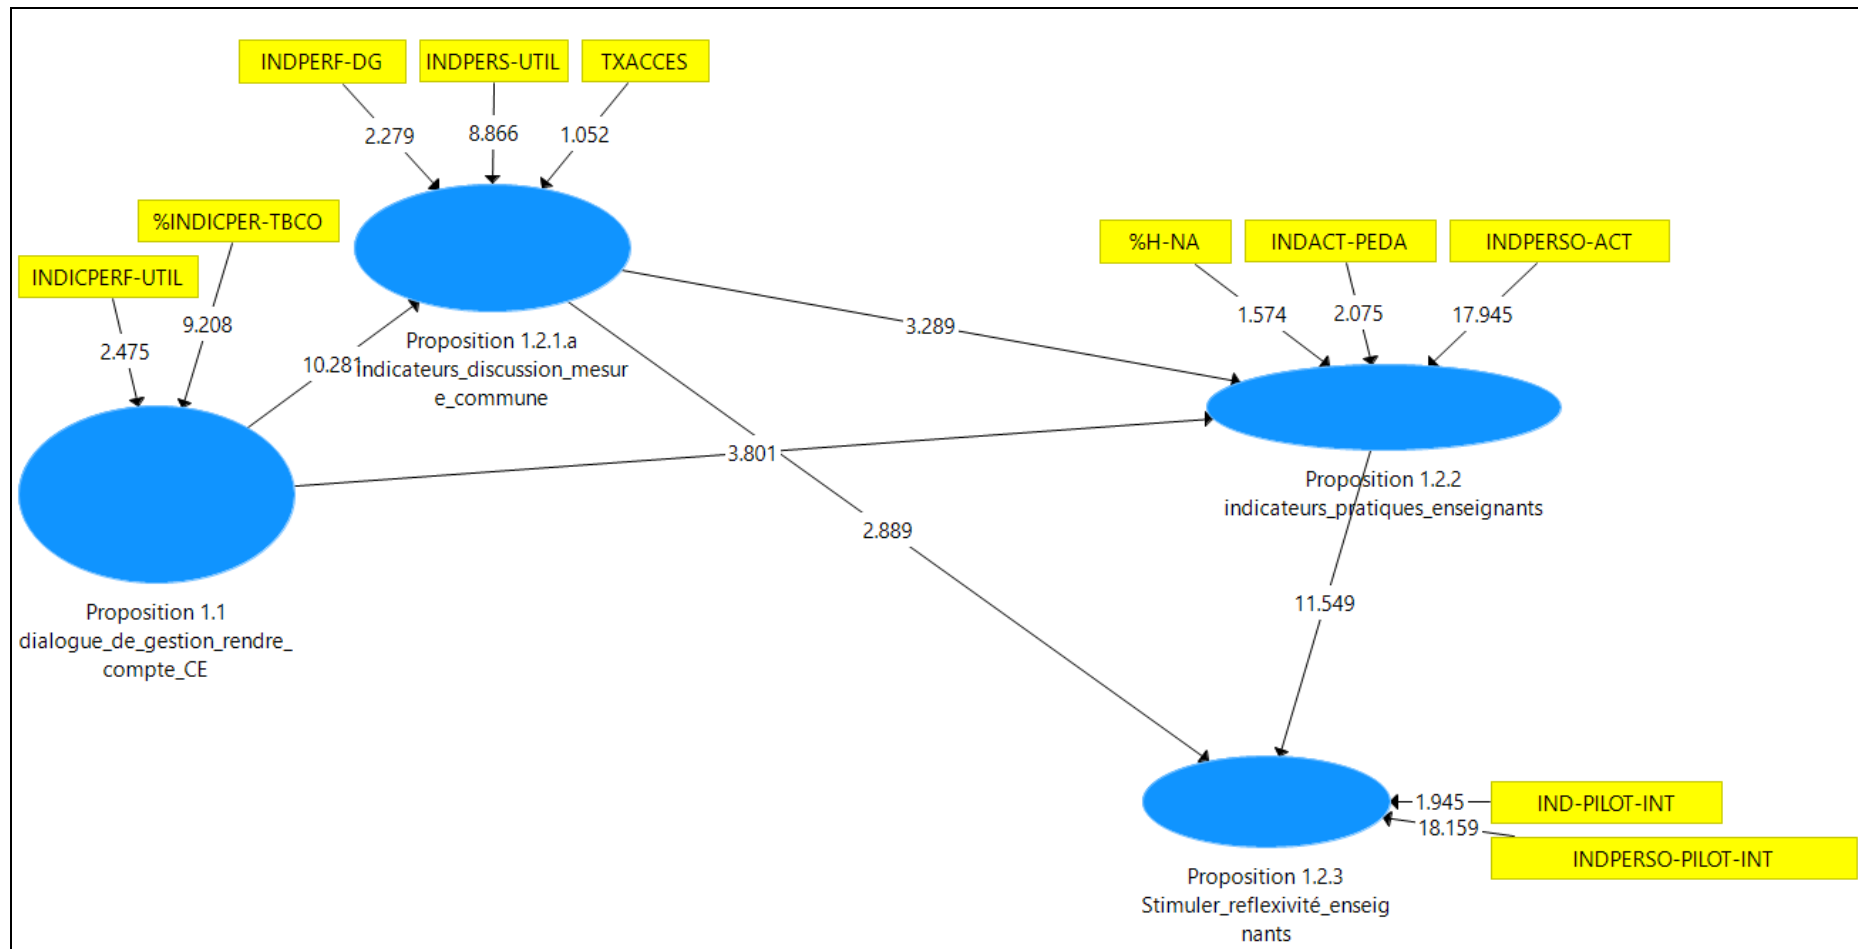 INDPERF-DG
INDPERS-UTIL
TXACCES
2.279
8.866
1.052
%INDICPER-TBCO
INDICPERF-UTIL
9.208
2.475
10.281
Proposition 1.2.1.a
indicateurs_discussion_mesur
e_commune
%H-NA
INDACT-PEDA
INDPERSO-ACT
1.574
2.075
17.945
3.289
3.801
2.889
Proposition 1.2.2
indicateurs_pratiques_enseignants
11.549
Proposition 1.1
dialogue_de_gestion_rendre_
compte_CE
1.945
IND-PILOT-INT
18.159
INDPERSO-PILOT-INT
Proposition 1.2.3
Stimuler_reflexivité_enseig
nants